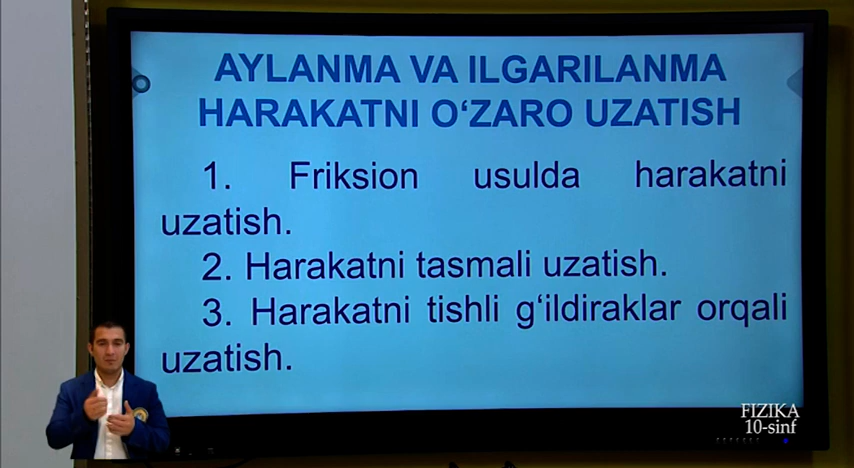 AYLANMA VA ILGARILANMA
HARAKATNI O‘ZARO UZATISH
1. Friksion usulda harakatni
uzatish.
2. Harakatni tasmali uzatish.
3. Harakatni tishli g‘ildiraklar orqali
uzatish.
FIZIKA
10-sinf